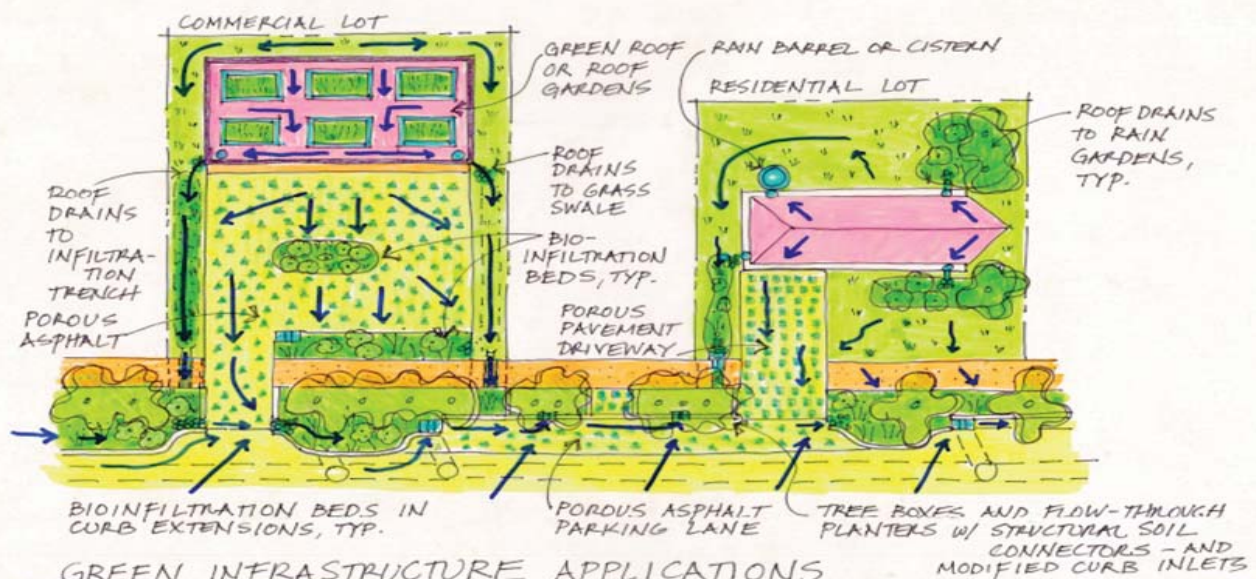 COMMERCIAL LOT
GREEN ROOF
OR ROOF
GARDENS
RAIN BARREL OR CISTERN
RESIDENTIAL LOT
ROOF DRAINS
TO RAIN
GARDENS,
TYP.
ROOF
DRAINS
TO
INFILTRA-
TION
TRENCH
ROOF
DRAINS
TO GRASS
SWALE
BIO-
INFILTRATION
BEDS, TYP.
POROUS
ASPHALT
POROUS
PAVEMENT
DRIVEWAY
BIOINFILTRATION BEDS IN
CURB EXTENSIONS, TYP.
POROUS ASPHALT
PARKING LANE
TREE BOXES AND FLOW-THROUGH
PLANTERS W/ STRUCTURAL SOIL
CONNECTORS - AND
MODIFIED CURB INLETS
GREEN INFRASTRUCTURE APPLICATIONS